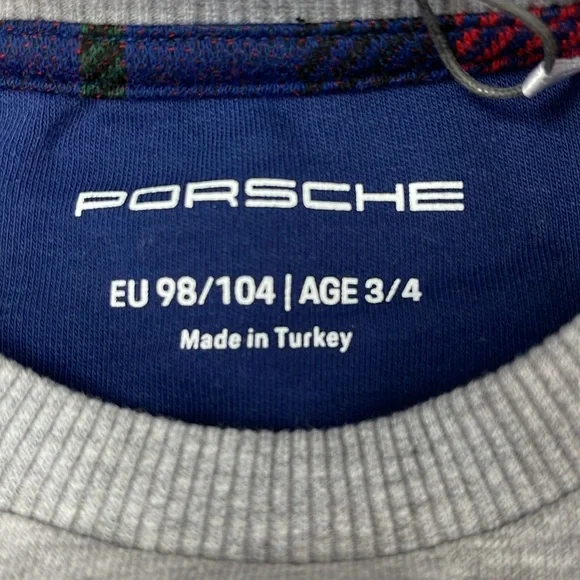 PORSCHE
EU 98/104 | AGE 3/4
Made in Turkey